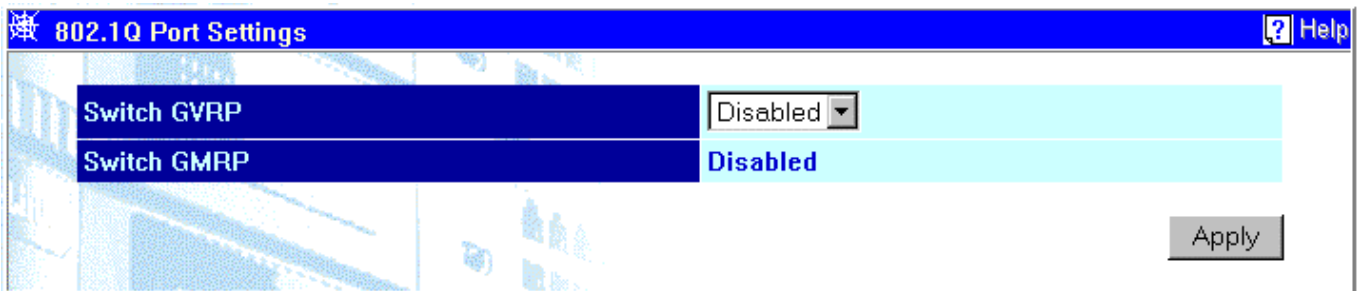 802.1Q Port Settings
? Help
Switch GVRP Disabled
Switch GMRP Disabled
Apply